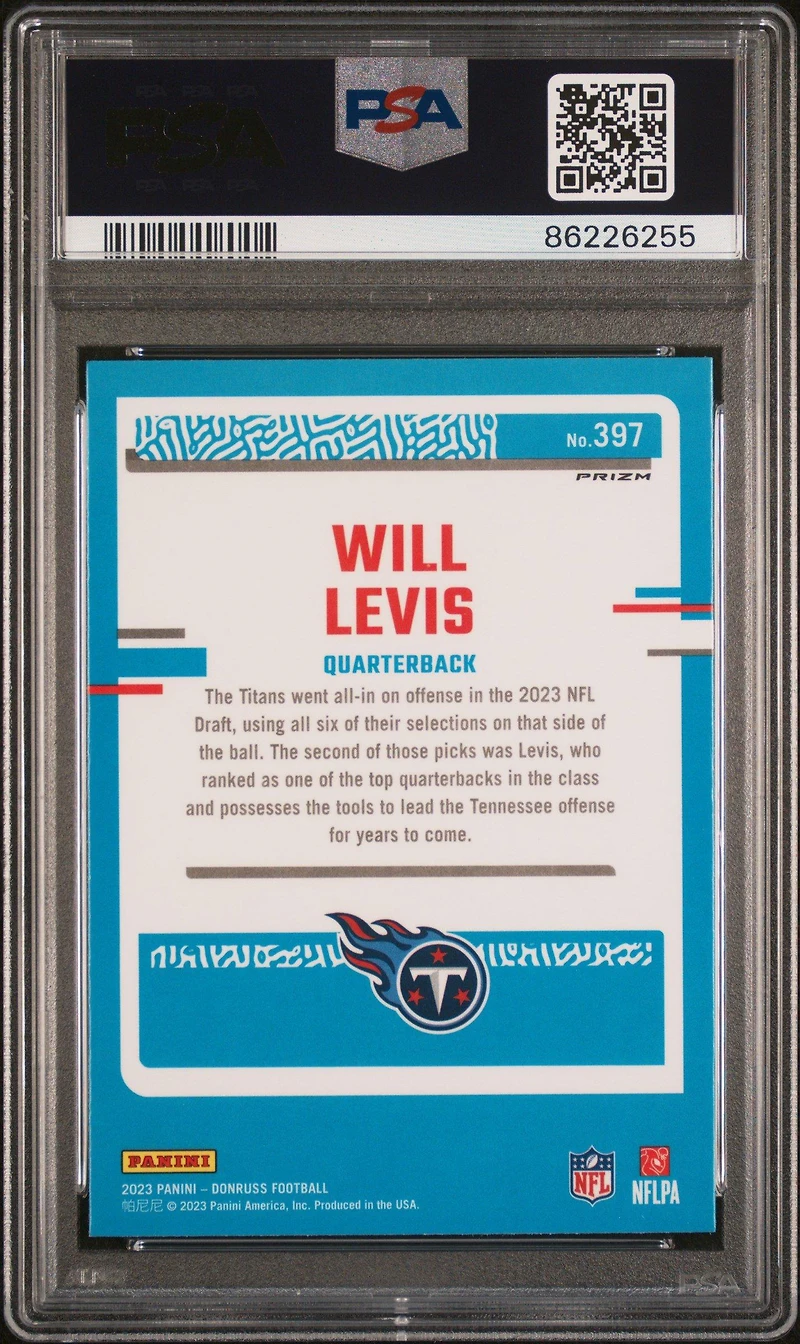 PSA
PSA
86226255
No.397
PRIZM
WILL
LEVIS
QUARTERBACK
The Titans went all-in on offense in the 2023 NFL
Draft, using all six of their selections on that side of
the ball. The second of those picks was Levis, who
ranked as one of the top quarterbacks in the class
and possesses the tools to lead the Tennessee offense
for years to come.
T
PANINI
2023 PANINI – DONRUSS FOOTBALL
帕尼尼 © 2023 Panini America, Inc. Produced in the USA.
NFL
NFLPA
PSA